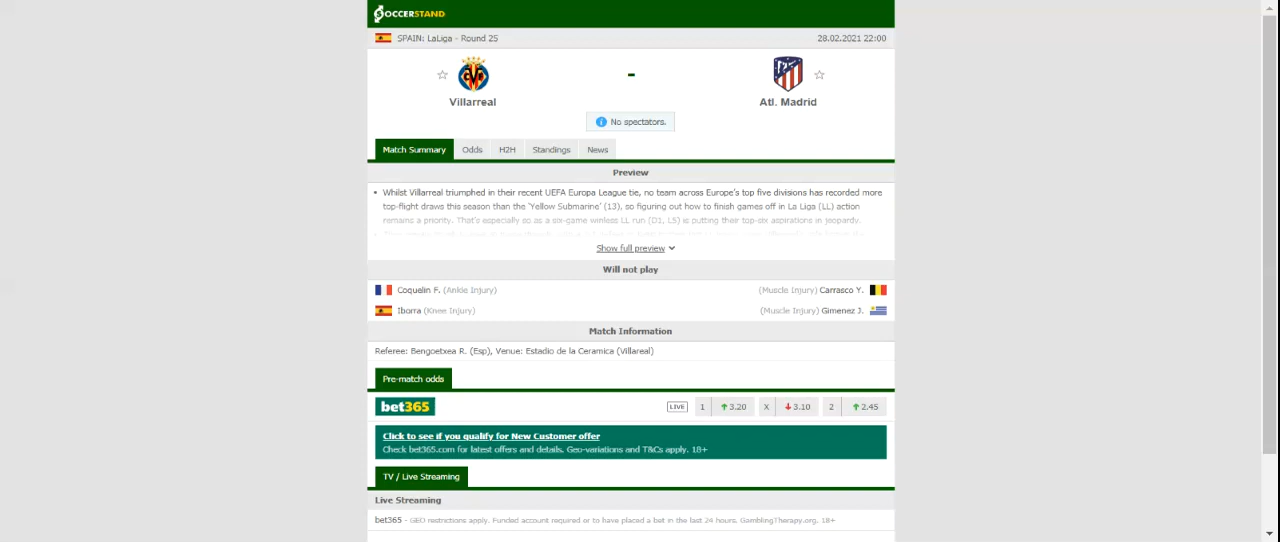 SOCCERSTAND
SPAIN: LaLiga - Round 25
28.02.2021 22:00
-
Villarreal
Atl. Madrid
No spectators.
Match Summary
Odds
H2H
Standings
News
Preview
Whilst Villarreal triumphed in their recent UEFA Europa League tie, no team across Europe's top five divisions has recorded more
top-flight draws this season than the 'Yellow Submarine' (13), so figuring out how to finish games off in La Liga (LL) action
remains a priority. That's especially so as a six-game winless LL run (D1, L5) is putting their top-six aspirations in jeopardy.
Show full preview
Will not play
Coquelin F. (Ankle Injury)
(Muscle Injury) Carrasco Y.
Iborra (Knee Injury)
(Muscle Injury) Gimenez J.
Match Information
Referee: Bengoetxea R. (Esp), Venue: Estadio de la Ceramica (Villareal)
Pre-match odds
bet365
LIVE
1
3.20
X
3.10
2
2.45
Click to see if you qualify for New Customer offer
Check bet365.com for latest offers and details. Geo-variations and T&Cs apply. 18+
TV / Live Streaming
Live Streaming
bet365 - GEO restrictions apply. Funded account required or to have placed a bet in the last 24 hours. GamblingTherapy.org. 18+